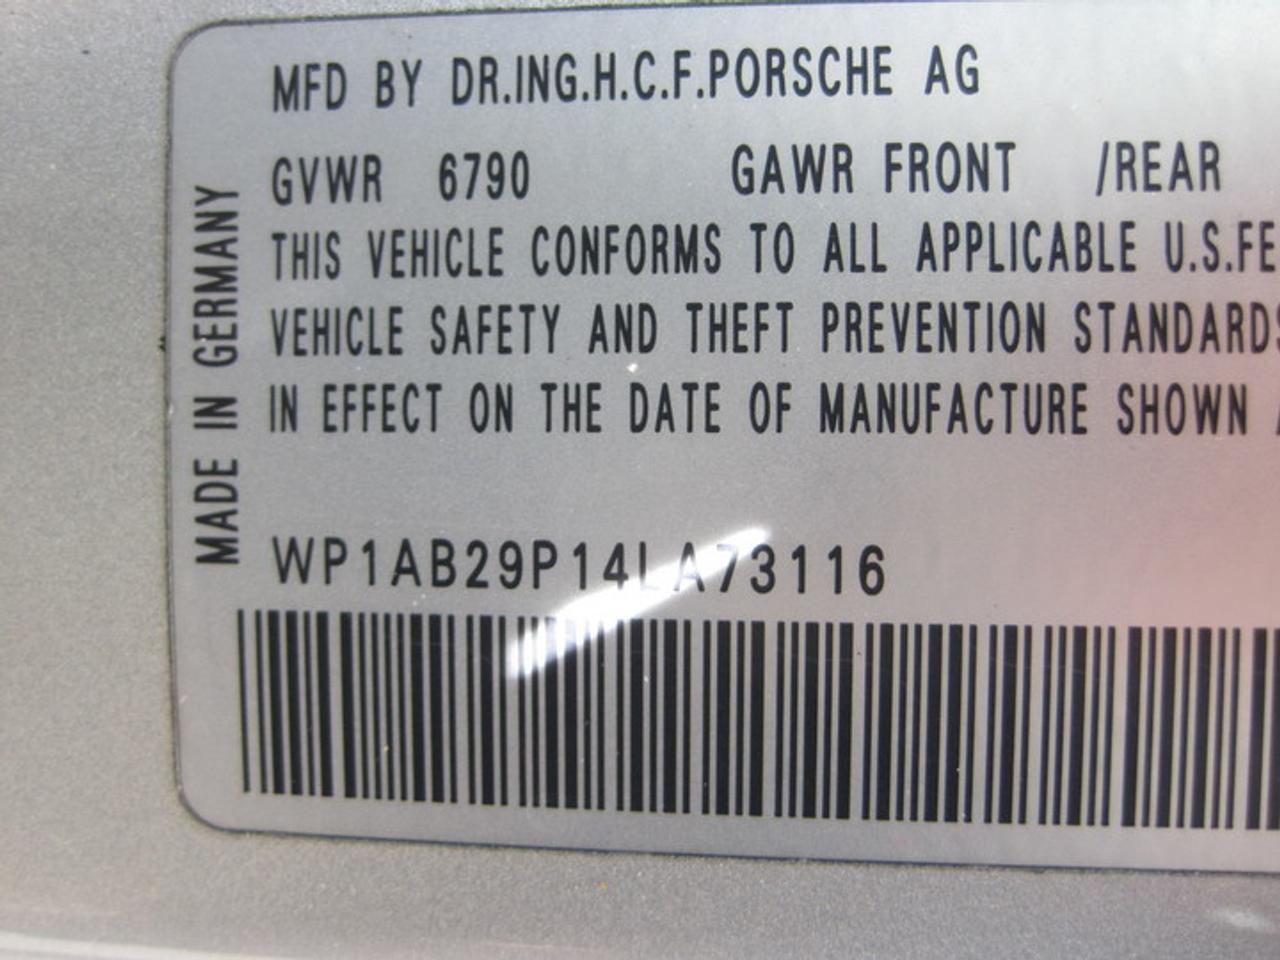 MFD BY DR.ING.H.C.F.PORSCHE AG
GVWR 6790 GAWR FRONT /REAR
THIS VEHICLE CONFORMS TO ALL APPLICABLE U.S.FE
VEHICLE SAFETY AND THEFT PREVENTION STANDARDS
IN EFFECT ON THE DATE OF MANUFACTURE SHOWN
WP1AB29P14LA73116
MADE IN GERMANY